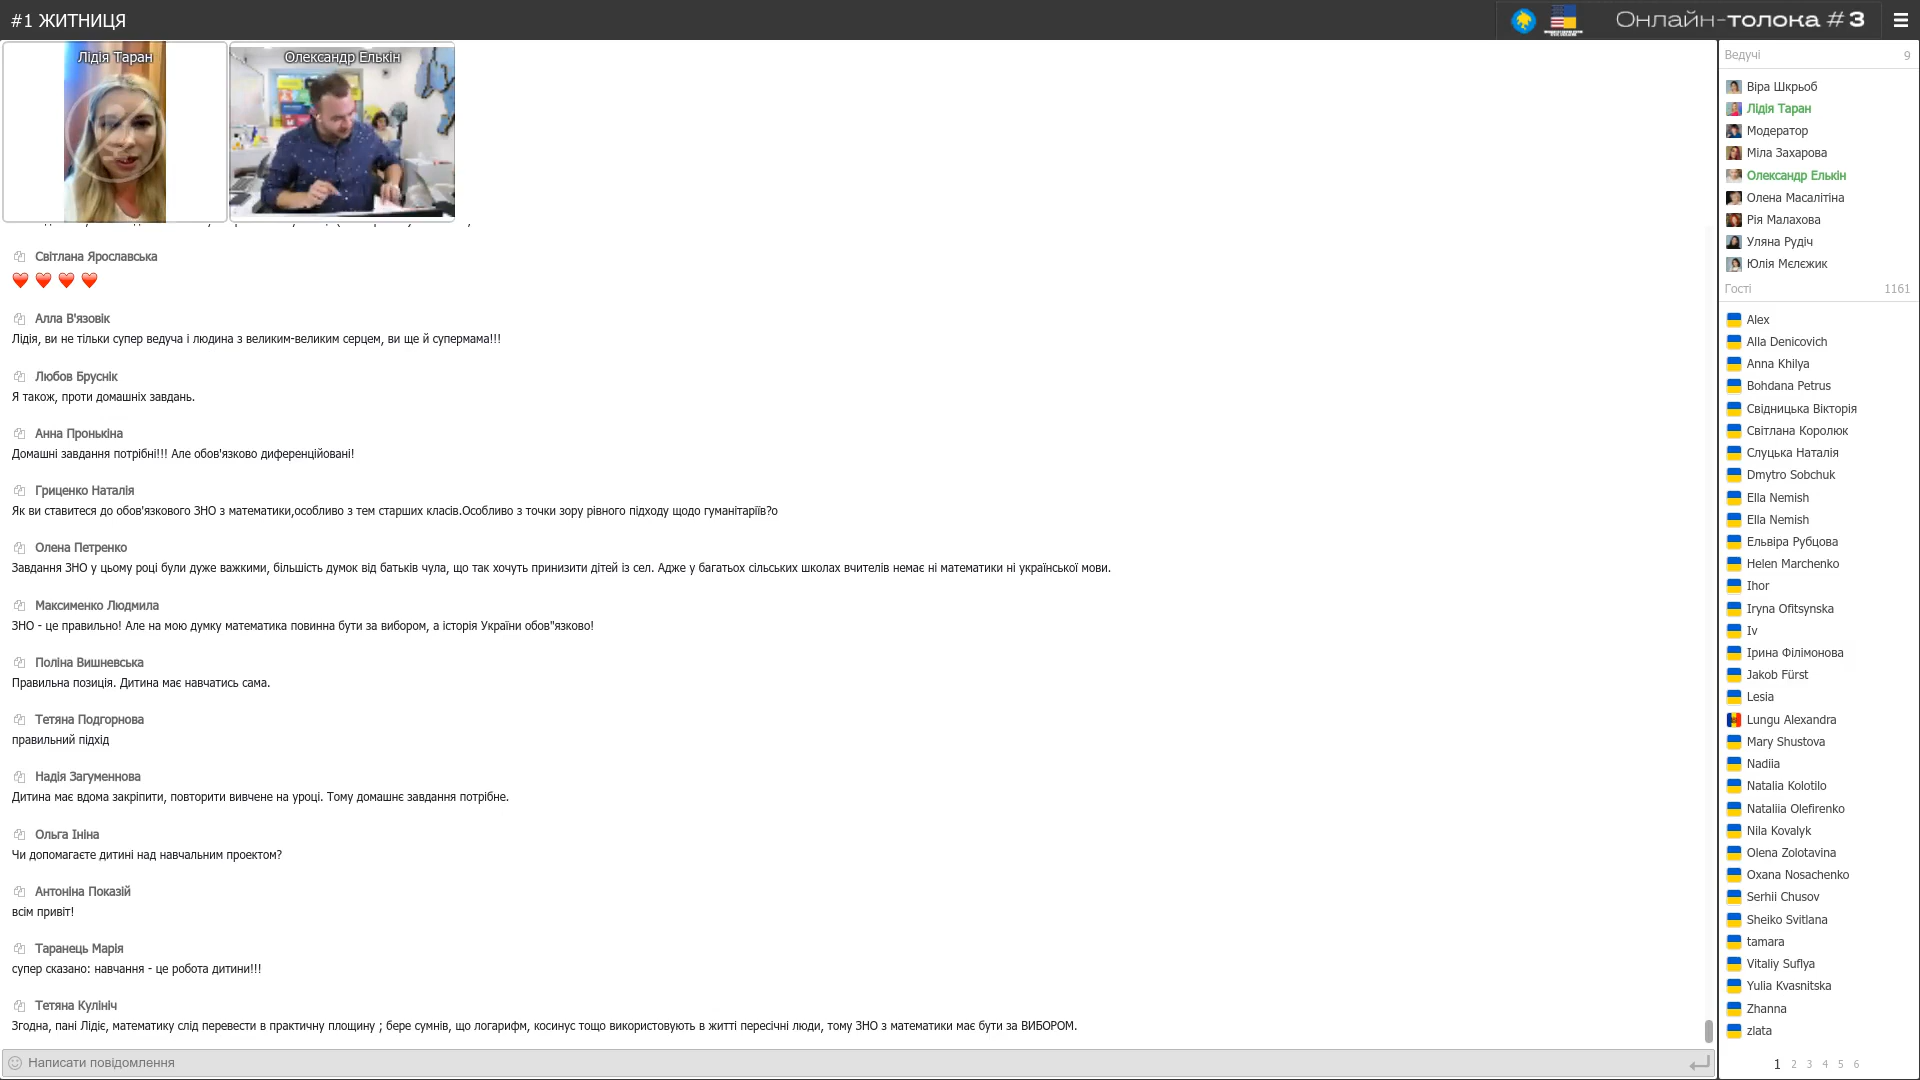 #1 ЖИТНИЦЯ
Онлайн-толока #3
Лідія Таран
Олександр Елькін
Світлана Ярославська
Алла В'язовік
Лідія, ви не тільки супер ведуча і людина з великим-великим серцем, ви ще й супермама!!!
Любов Бруснік
Я також, проти домашніх завдань.
Анна Пронькіна
Домашні завдання потрібні!!! Але обов'язково диференційовані!
Гриценко Наталія
Як ви ставитеся до обов'язкового ЗНО з математики,особливо з тем старших класів.Особливо з точки зору рівного підходу щодо гуманітаріїв?о
Олена Петренко
Завдання ЗНО у цьому році були дуже важкими, більшість думок від батьків чула, що так хочуть принизити дітей із сел. Адже у багатьох сільських школах вчителів немає ні математики ні української мови.
Максименко Людмила
ЗНО - це правильно! Але на мою думку математика повинна бути за вибором, а історія України обов"язково!
Поліна Вишневська
Правильна позиція. Дитина має навчатись сама.
Тетяна Подгорнова
правильний підхід
Надія Загуменнова
Дитина має вдома закріпити, повторити вивчене на уроці. Тому домашнє завдання потрібне.
Ольга Ініна
Чи допомагаєте дитині над навчальним проектом?
Антоніна Показій
всім привіт!
Таранець Марія
супер сказано: навчання - це робота дитини!!!
Тетяна Кулініч
Згодна, пані Лідіє, математику слід перевести в практичну площину ; бере сумнів, що логарифм, косинус тощо використовують в житті пересічні люди, тому ЗНО з математики має бути за ВИБОРОМ.
Написати повідомлення
Ведучі 9
Віра Шкрьоб
Лідія Таран
Модератор
Міла Захарова
Олександр Елькін
Олена Масалітіна
Рія Малахова
Уляна Рудіч
Юлія Мєлєжик
Гості 1161
Alex
Alla Denicovich
Anna Khilya
Bohdana Petrus
Свідницька Вікторія
Світлана Королюк
Слуцька Наталія
Dmytro Sobchuk
Ella Nemish
Ella Nemish
Ельвіра Рубцова
Helen Marchenko
Ihor
Iryna Ofitsynska
Iv
Ірина Філімонова
Jakob Fürst
Lesia
Lungu Alexandra
Mary Shustova
Nadiia
Natalia Kolotilo
Nataliia Olefirenko
Nila Kovalyk
Olena Zolotavina
Oxana Nosachenko
Serhii Chusov
Sheiko Svitlana
tamara
Vitaliy Suflya
Yulia Kvasnitska
Zhanna
zlata
1 2 3 4 5 6